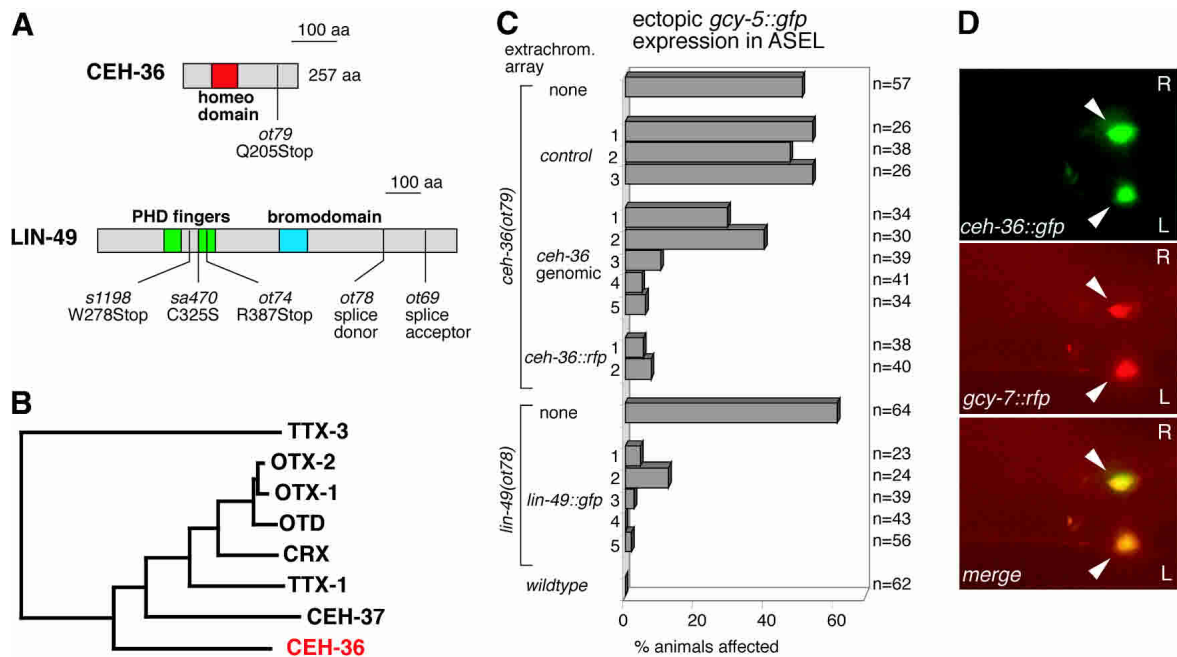 A
100 aa
CEH-36
257 aa
homeo
domain
ot79
Q205Stop
100 aa
PHD fingers
bromodomain
LIN-49
s1198
W278Stop
sa470
C325S
ot74
R387Stop
ot78
splice
donor
ot69
splice
acceptor
B
TTX-3
OTX-2
OTX-1
OTD
CRX
TTX-1
CEH-37
CEH-36
C
ectopic gcy-5::gfp
expression in ASEL
extrachrom.
array
ceh-36(ot79)
none
n=57
control
1
n=26
2
n=38
3
n=26
ceh-36
genomic
1
n=34
2
n=30
3
n=39
4
n=41
5
n=34
ceh-36::rfp
1
n=38
2
n=40
lin-49(ot78)
none
n=64
lin-49::gfp
1
n=23
2
n=24
3
n=39
4
n=43
5
n=56
wildtype
n=62
0
20
40
60
% animals affected
D
R
ceh-36::gfp
L
R
gcy-7::rfp
L
R
merge
L